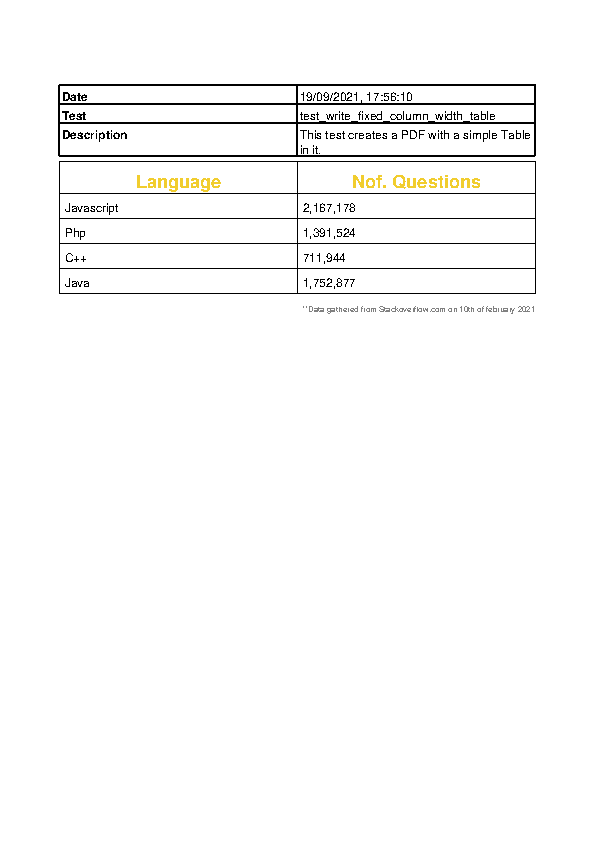 Date 19/09/2021, 17:56:10
Test test_write_fixed_column_width_table
Description This test creates a PDF with a simple Table
in it.
Language Nof. Questions
Javascript 2,167,178
Php 1,391,524
C++ 711,944
Java 1,752,877
**Data gathered from Stackoverflow.com on 10th of february 2021